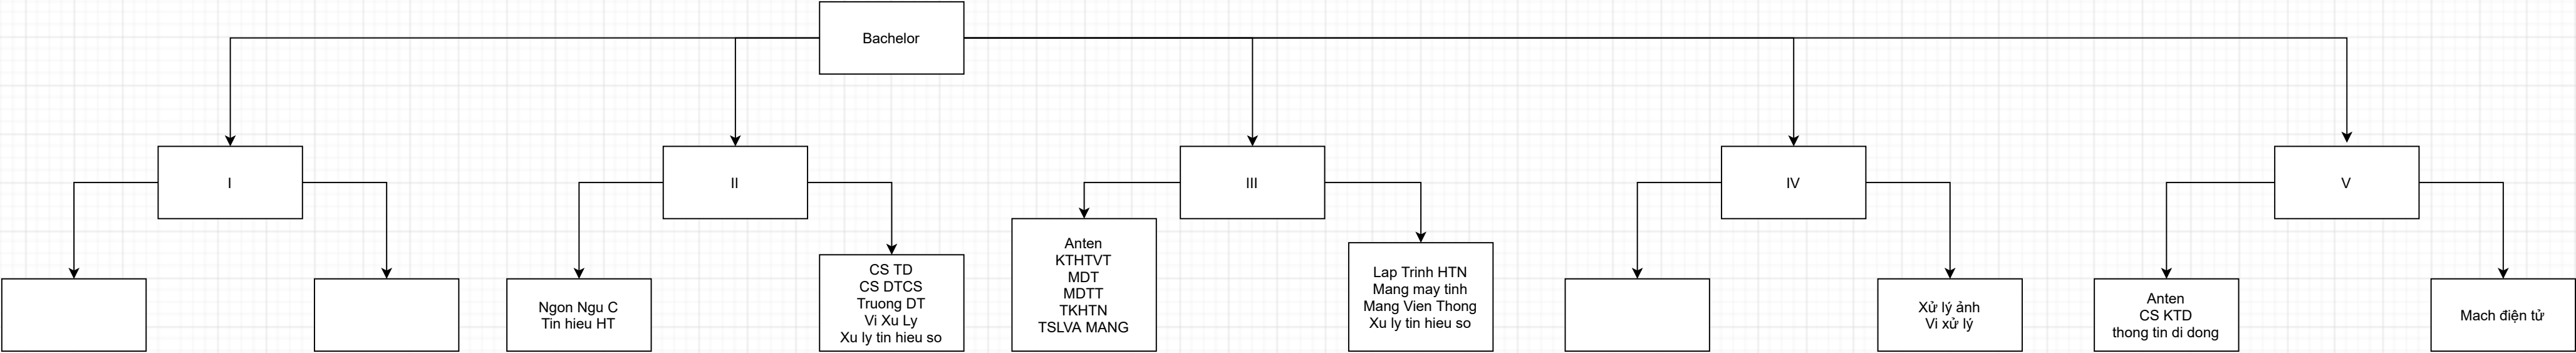 Bachelor
I
II
III
IV
V
Ngon Ngu C
Tin hieu HT
CS TD
CS DTCS
Truong DT
Vi Xu Ly
Xu ly tin hieu so
Anten
KTHTVT
MDT
MDTT
TKHTN
TSLVA MANG
Lap Trinh HTN
Mang may tinh
Mang Vien Thong
Xu ly tin hieu so
Xử lý ảnh
Vi xử lý
Anten
CS KTD
thong tin di dong
Mach điện tử